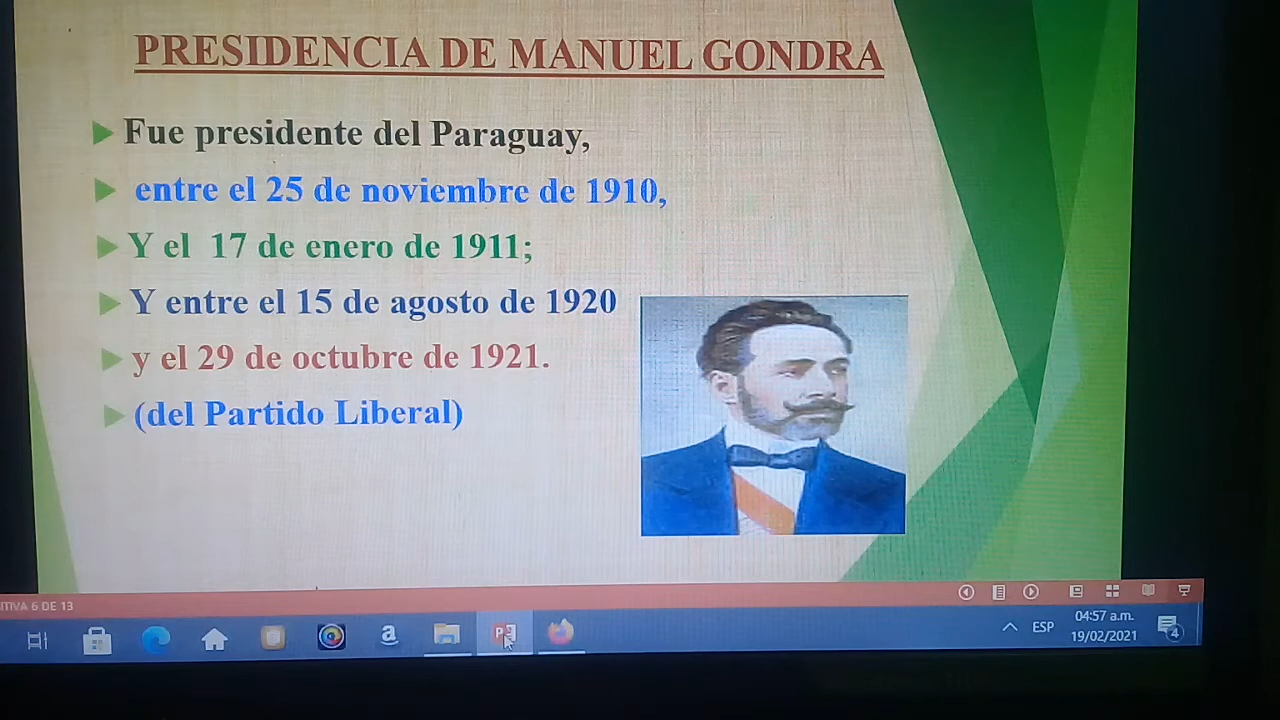 PRESIDENCIA DE MANUEL GONDRA
Fue presidente del Paraguay,
entre el 25 de noviembre de 1910,
Y el 17 de enero de 1911;
Y entre el 15 de agosto de 1920
y el 29 de octubre de 1921.
(del Partido Liberal)
ITIVA 6 DE 13
04:57 a.m.
ESP
19/02/2021
4